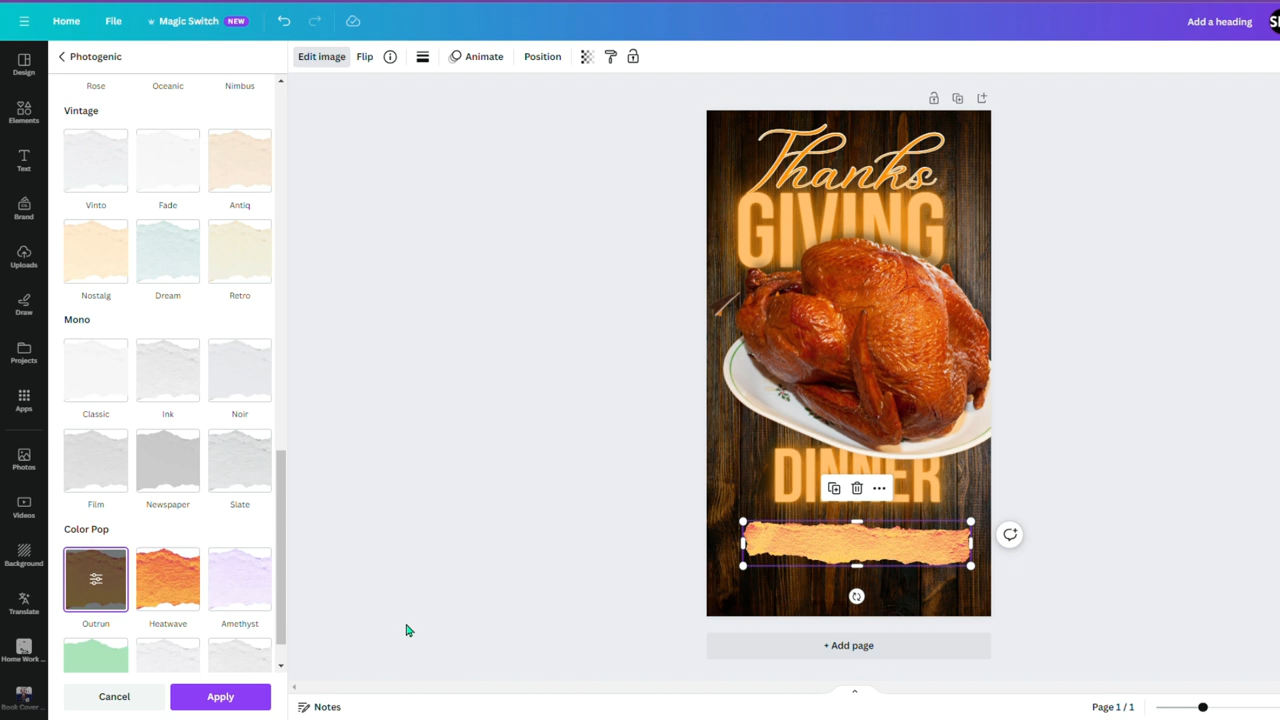 Home File Magic Switch NEW Add a heading
Photogenic Edit image Flip Animate Position
Design
Elements
Text
Brand
Uploads
Draw
Projects
Apps
Photos
Videos
Background
Translate
Home Work ...
Book Cover ...
Rose Oceanic Nimbus
Vintage
Vinto Fade Antiq
Nostalg Dream Retro
Mono
Classic Ink Noir
Film Newspaper Slate
Color Pop
Outrun Heatwave Amethyst
Cancel Apply
Thanks
GIVING
DINNER
+ Add page
Notes Page 1 / 1